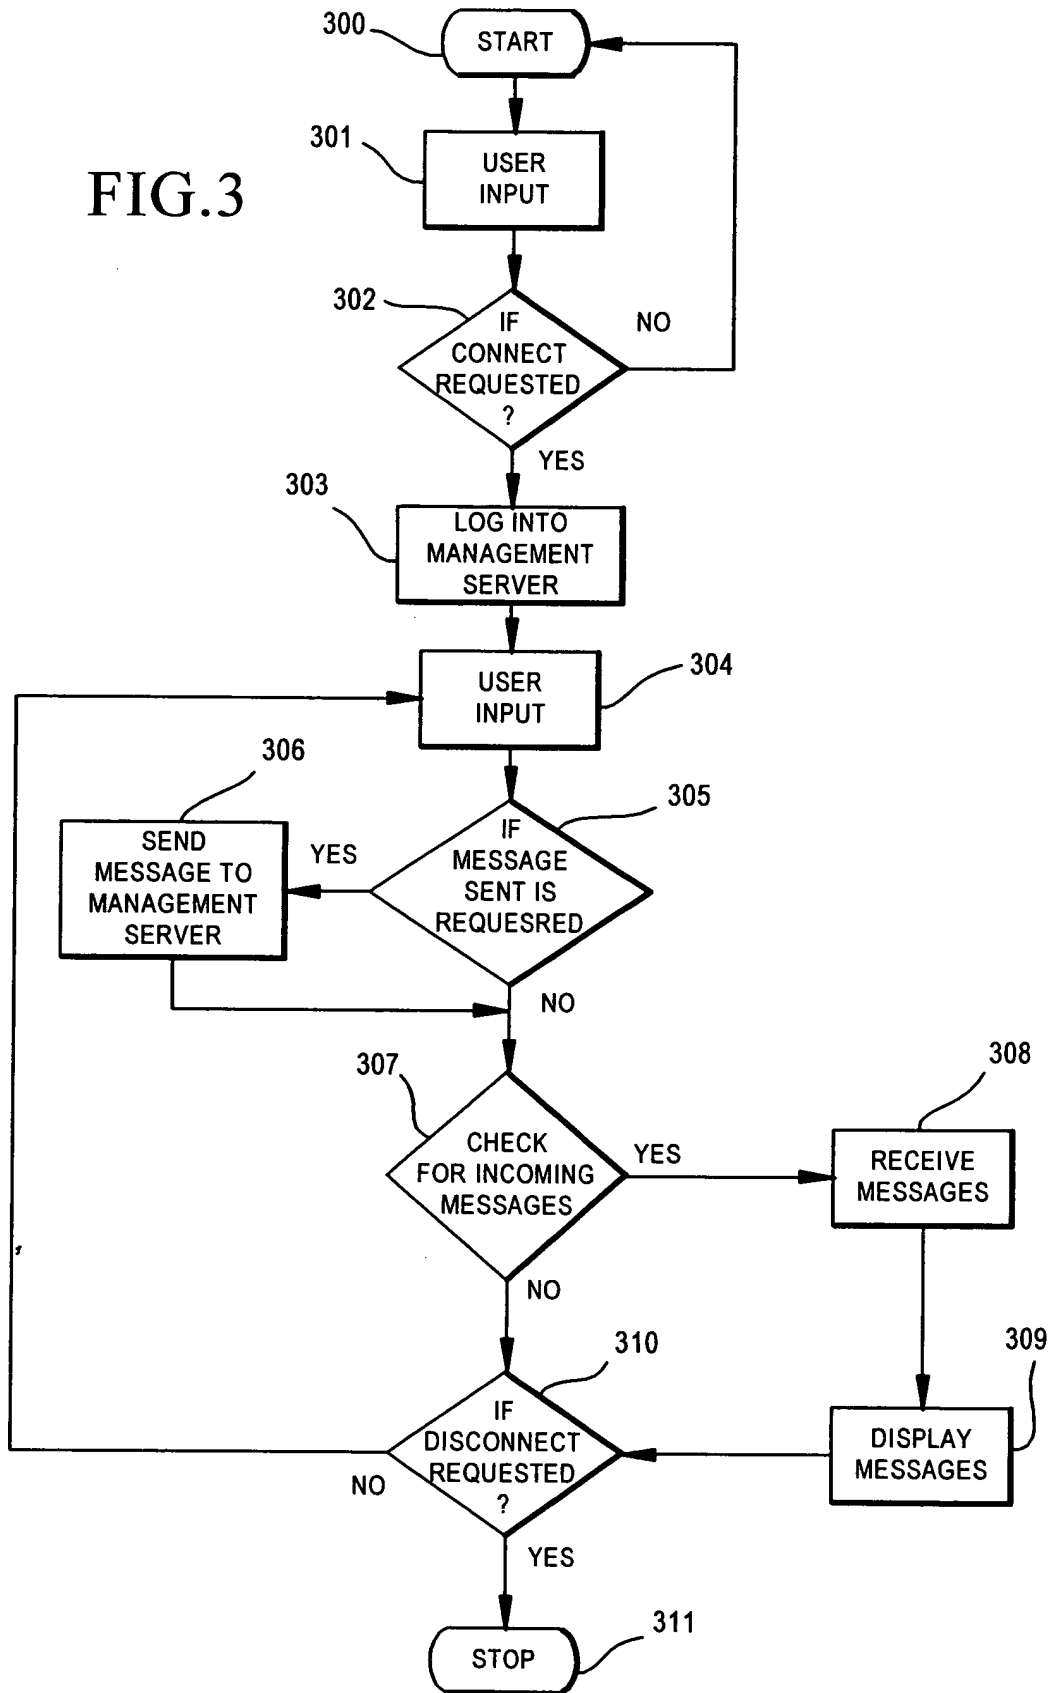 300
START
301
USER
INPUT
FIG.3
302
IF
CONNECT
REQUESTED
?
NO
YES
303
LOG INTO
MANAGEMENT
SERVER
304
USER
INPUT
306
305
SEND
MESSAGE TO
MANAGEMENT
SERVER
YES
IF
MESSAGE
SENT IS
REQUESRED
NO
307
308
CHECK
FOR INCOMING
MESSAGES
YES
RECEIVE
MESSAGES
NO
310
309
IF
DISCONNECT
REQUESTED
?
DISPLAY
MESSAGES
NO
YES
STOP
311